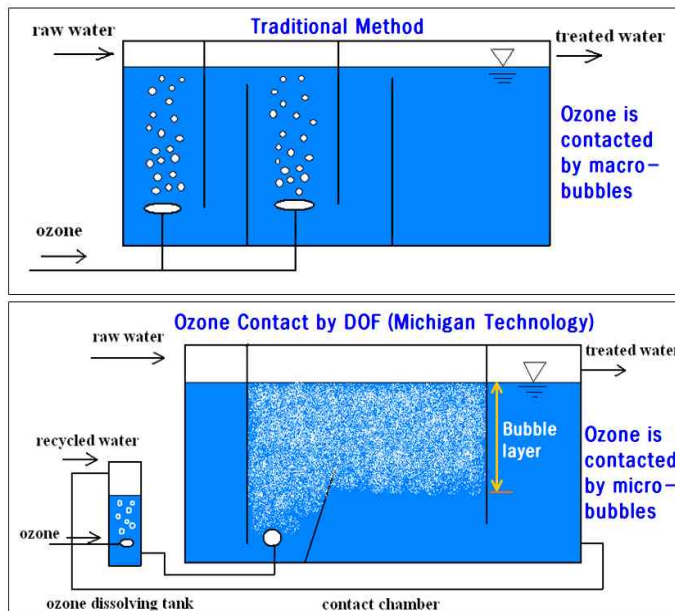 Traditional Method
raw water
treated water
Ozone is
contacted
by macro-
bubbles
ozone
Ozone Contact by DOF (Michigan Technology)
raw water
treated water
recycled water
Bubble
layer
Ozone is
contacted
by micro-
bubbles
ozone
ozone dissolving tank
contact chamber